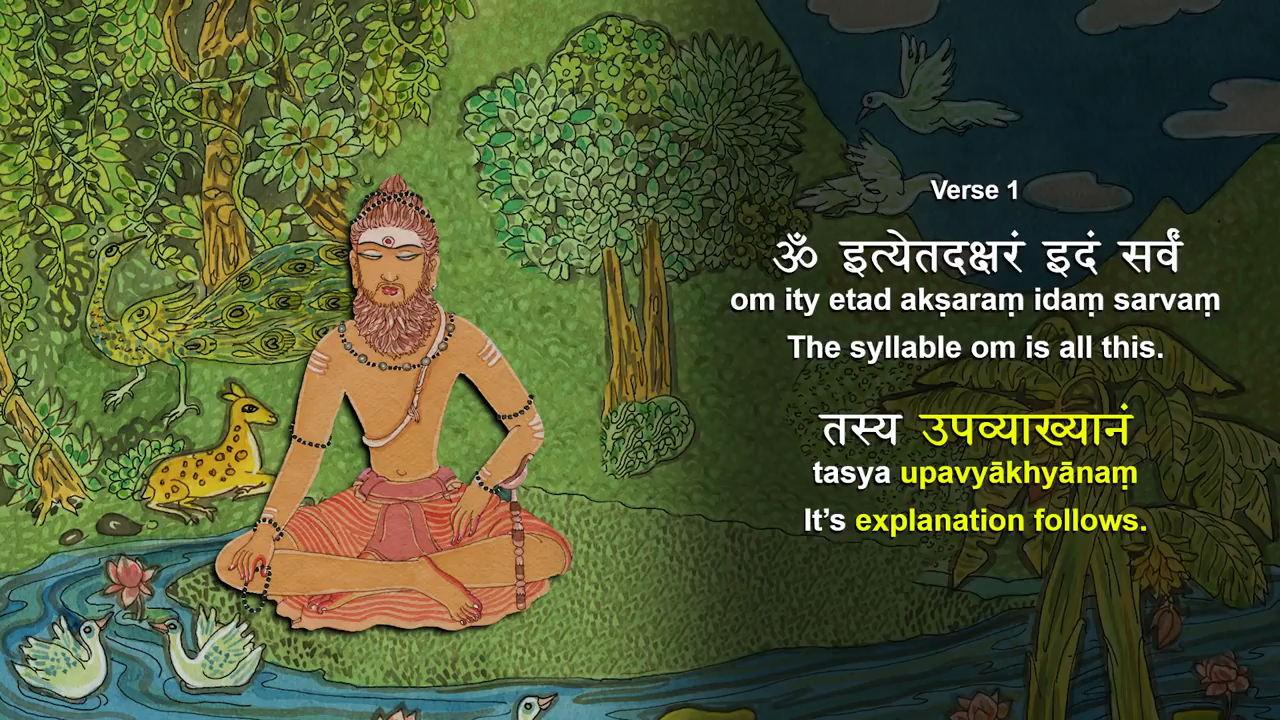 Verse 1
ॐ इत्येतदक्षरं इदं सर्वं
om ity etad akṣaraṃ idaṃ sarvaṃ
The syllable om is all this.
तस्य उपव्याख्यानं
tasya upavyākhyānaṃ
It’s explanation follows.